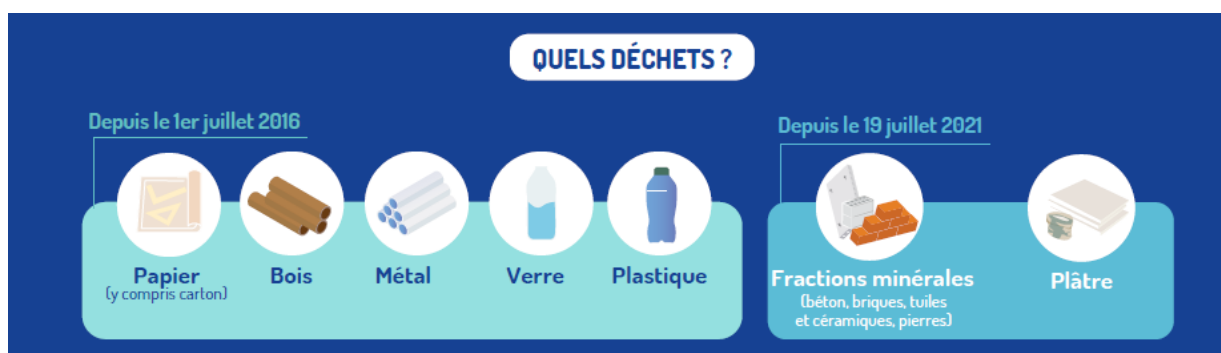 QUELS DÉCHETS ?
Depuis le 1er juillet 2016
Papier
(y compris carton)
Bois
Métal
Verre
Plastique
Depuis le 19 juillet 2021
Fractions minérales
(béton, briques, tuiles
et céramiques, pierres)
Plâtre